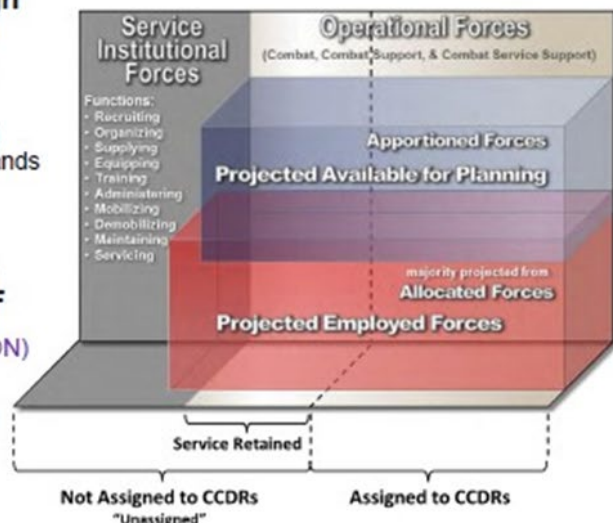 Service
Institutional
Forces
Functions:
• Recruiting
• Organizing
• Supplying
• Equipping
• Training
• Administering
• Mobilizing
• Demobilizing
• Maintaining
• Servicing
Operational Forces
(Combat, Combat Support, & Combat Service Support)
Apportioned Forces
Projected Available for Planning
majority projected from
Allocated Forces
Projected Employed Forces
Service Retained
Not Assigned to CCDRs
"Unassigned"
Assigned to CCDRs